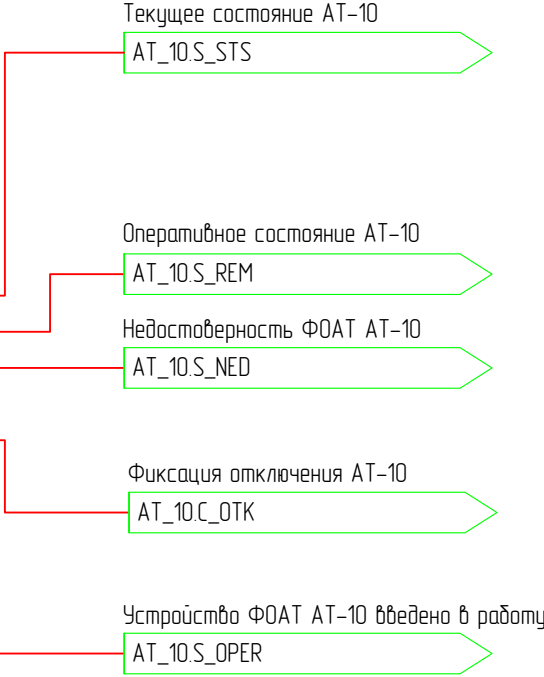 Текущее состояние АТ-10
AT_10.S_STS
Оперативное состояние АТ-10
AT_10.S_REM
Недостоверность ФОАТ АТ-10
AT_10.S_NED
Фиксация отключения АТ-10
AT_10.C_OTK
Устройство ФОАТ АТ-10 введено в работу
AT_10.S_OPER